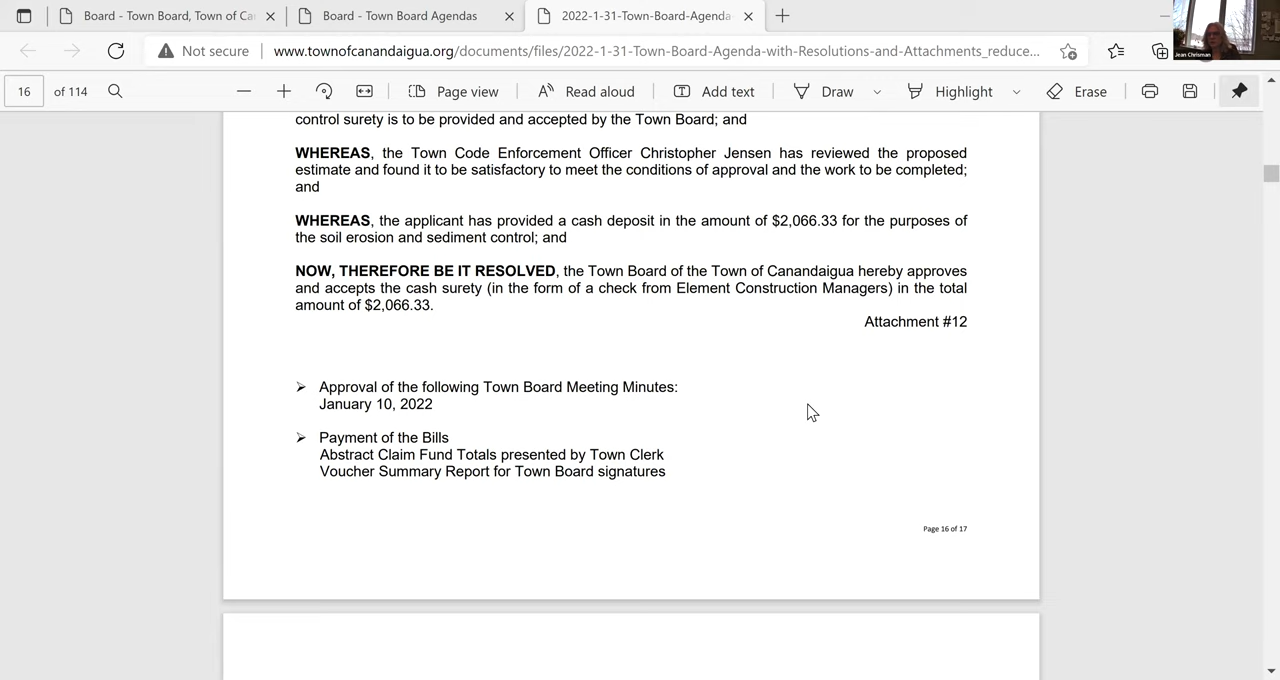 Board - Town Board, Town of Ca
Board - Town Board Agendas
2022-1-31-Town-Board-Agenda
Not secure
www.townofcanandaigua.org/documents/files/2022-1-31-Town-Board-Agenda-with-Resolutions-and-Attachments_reduce...
Jean Chrisman
16 of 114
Page view
Read aloud
Add text
Draw
Highlight
Erase
control surety is to be provided and accepted by the Town Board; and
WHEREAS, the Town Code Enforcement Officer Christopher Jensen has reviewed the proposed
estimate and found it to be satisfactory to meet the conditions of approval and the work to be completed;
and
WHEREAS, the applicant has provided a cash deposit in the amount of $2,066.33 for the purposes of
the soil erosion and sediment control; and
NOW, THEREFORE BE IT RESOLVED, the Town Board of the Town of Canandaigua hereby approves
and accepts the cash surety (in the form of a check from Element Construction Managers) in the total
amount of $2,066.33.
Attachment #12
Approval of the following Town Board Meeting Minutes:
January 10, 2022
Payment of the Bills
Abstract Claim Fund Totals presented by Town Clerk
Voucher Summary Report for Town Board signatures
Page 16 of 17